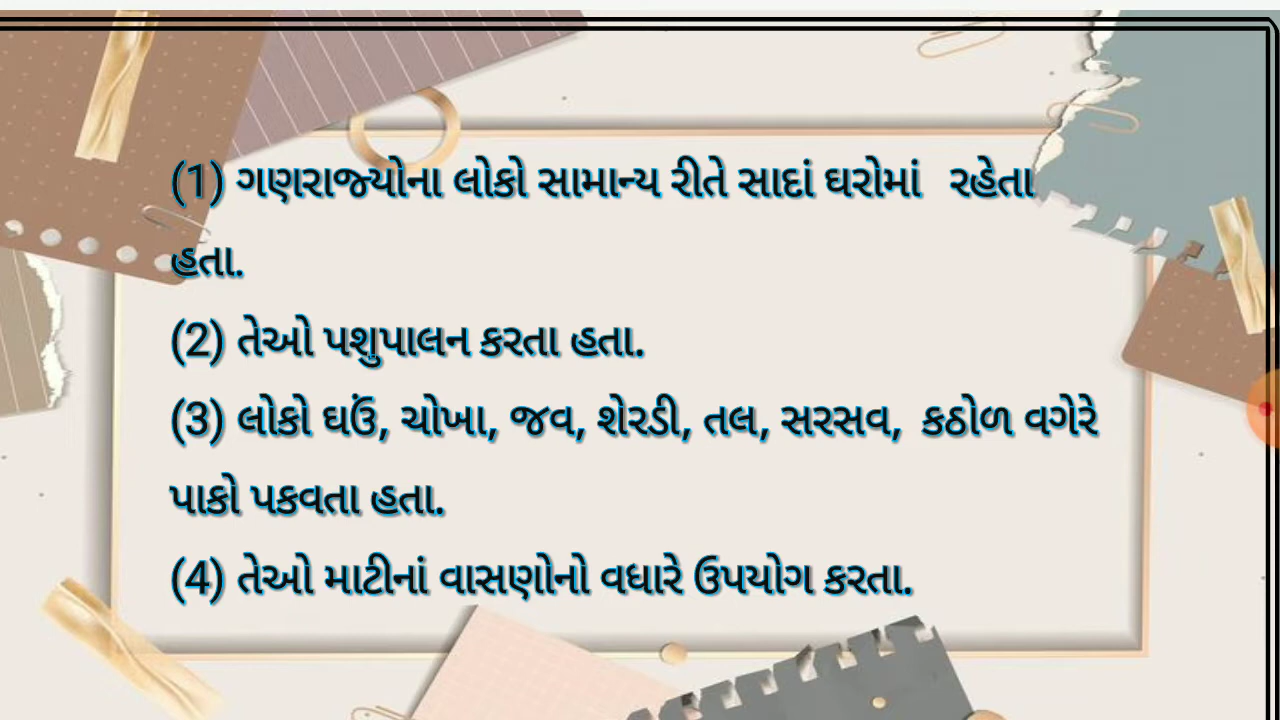 (1) ગણરાજ્યોના લોકો સામાન્ય રીતે સાદાં ઘરોમાં રહેતા
હતા.
(2) તેઓ પશુપાલન કરતા હતા.
(3) લોકો ઘઉં, ચોખા, જવ, શેરડી, તલ, સરસવ, કઠોળ વગેરે
પાકો પકવતા હતા.
(4) તેઓ માટીનાં વાસણોનો વધારે ઉપયોગ કરતા.